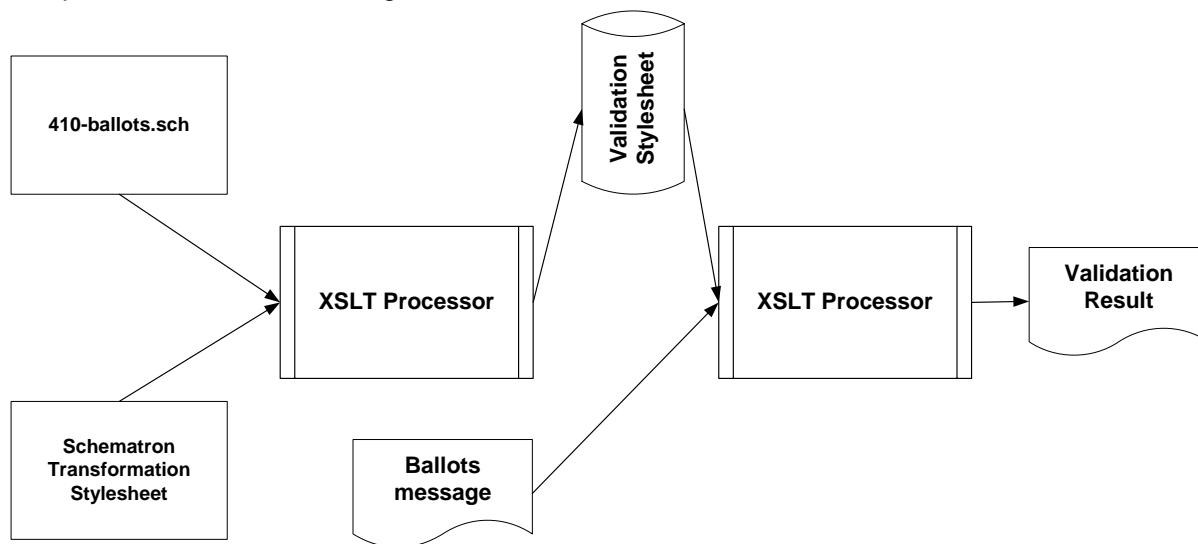 410-ballots.sch
Validation
Stylesheet
XSLT Processor
XSLT Processor
Validation
Result
Schematron
Transformation
Stylesheet
Ballots
message